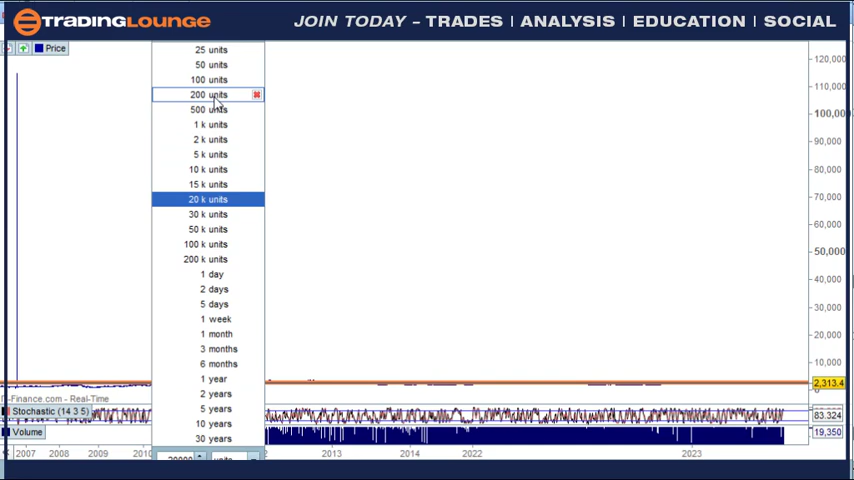 TRADINGLOUNGE
JOIN TODAY - TRADES | ANALYSIS | EDUCATION | SOCIAL
Price
25 units
50 units
100 units
200 units
500 units
1 k units
2 k units
5 k units
10 k units
15 k units
20 k units
30 k units
50 k units
100 k units
200 k units
1 day
2 days
5 days
1 week
1 month
3 months
6 months
1 year
2 years
5 years
10 years
30 years
20000 units
120,000
110,000
100,000
90,000
80,000
70,000
60,000
50,000
40,000
30,000
20,000
10,000
2,313.4
-Finance.com - Real-Time
Stochastic (14 3 5)
83.324
Volume
19,350
2007 2008 2009 2013 2014 2022 2023